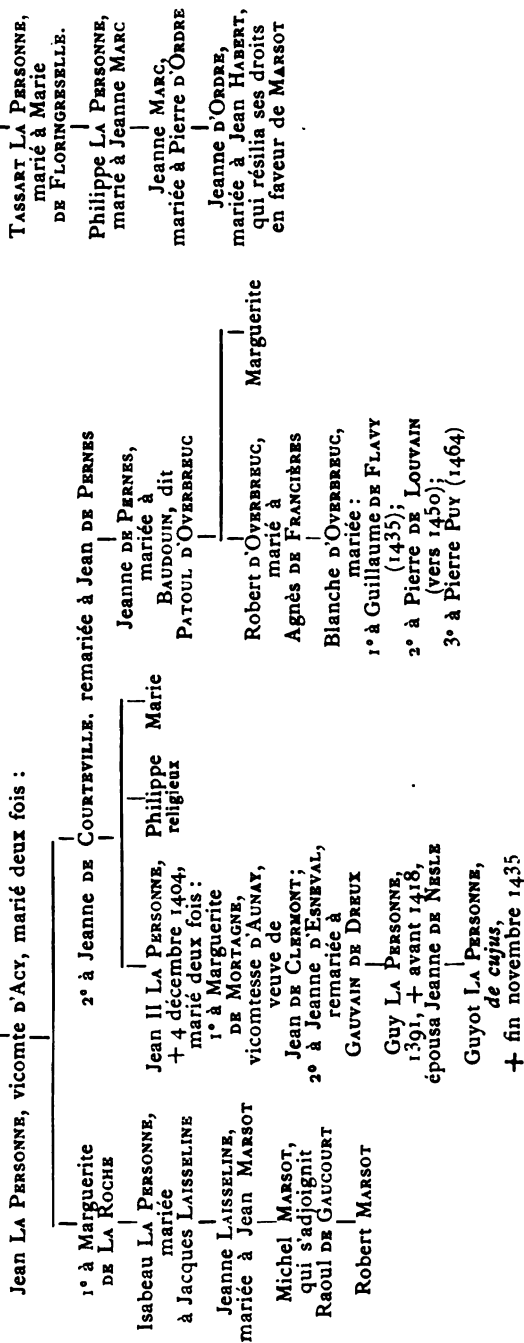 Jean LA PERSONNE, vicomte D'ACY, marié deux fois :
1º à Marguerite
DE LA ROCHE
Isabeau LA PERSONNE,
mariée
à Jacques LAISSELINE
Jeanne LAISSELINE,
mariée à Jean MARSOT
Michel MARSOT,
qui s'adjoignit
Raoul DE GAUCOURT
Robert MARSOT
2º à Jeanne DE COURTEVILLE, remariée à Jean DE PERNES
Jean II LA PERSONNE,
+ 4 décembre 1404,
marié deux fois :
1º à Marguerite
DE MORTAGNE,
vicomtesse D'AUNAY,
veuve de
Jean DE CLERMONT;
2º à Jeanne D'ESNEVAL,
remariée à
GAUVAIN DE DREUX
Guy LA PERSONNE,
1391, + avant 1418,
épousa Jeanne DE NESLE
Guyot LA PERSONNE,
de cujus,
+ fin novembre 1435
Philippe
religieux
Marie
Jeanne DE PERNES,
mariée à
BAUDOUIN, dit
PATOUL D'OVERBREUC
Robert D'OVERBREUC,
marié à
Agnès DE FRANCIÈRES
Blanche D'OVERBREUC,
mariée :
1º à Guillaume DE FLAVY
(1435);
2º à Pierre DE LOUVAIN
(vers 1450);
3º à Pierre PUY (1464)
Marguerite
TASSART LA PERSONNE,
marié à Marie
DE FLORINGRESELLE.
Philippe LA PERSONNE,
marié à Jeanne MARC
Jeanne MARC,
mariée à Pierre D'ORDRE
Jeanne D'ORDRE,
mariée à Jean HABERT,
qui résilia ses droits
en faveur de MARSOT